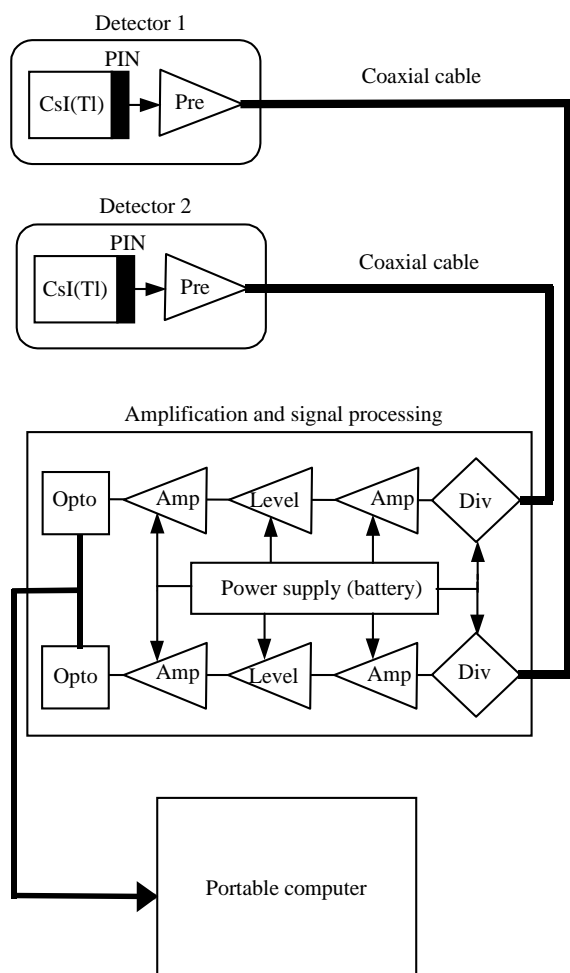 Detector 1
PIN
CsI(Tl)
Pre
Coaxial cable
Detector 2
PIN
CsI(Tl)
Pre
Coaxial cable
Amplification and signal processing
Opto
Amp
Level
Amp
Div
Power supply (battery)
Opto
Amp
Level
Amp
Div
Portable computer